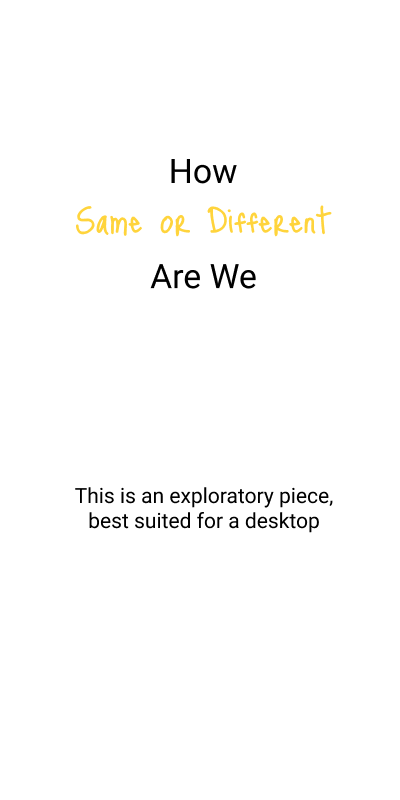 How
Same or Different
Are We
This is an exploratory piece,
best suited for a desktop